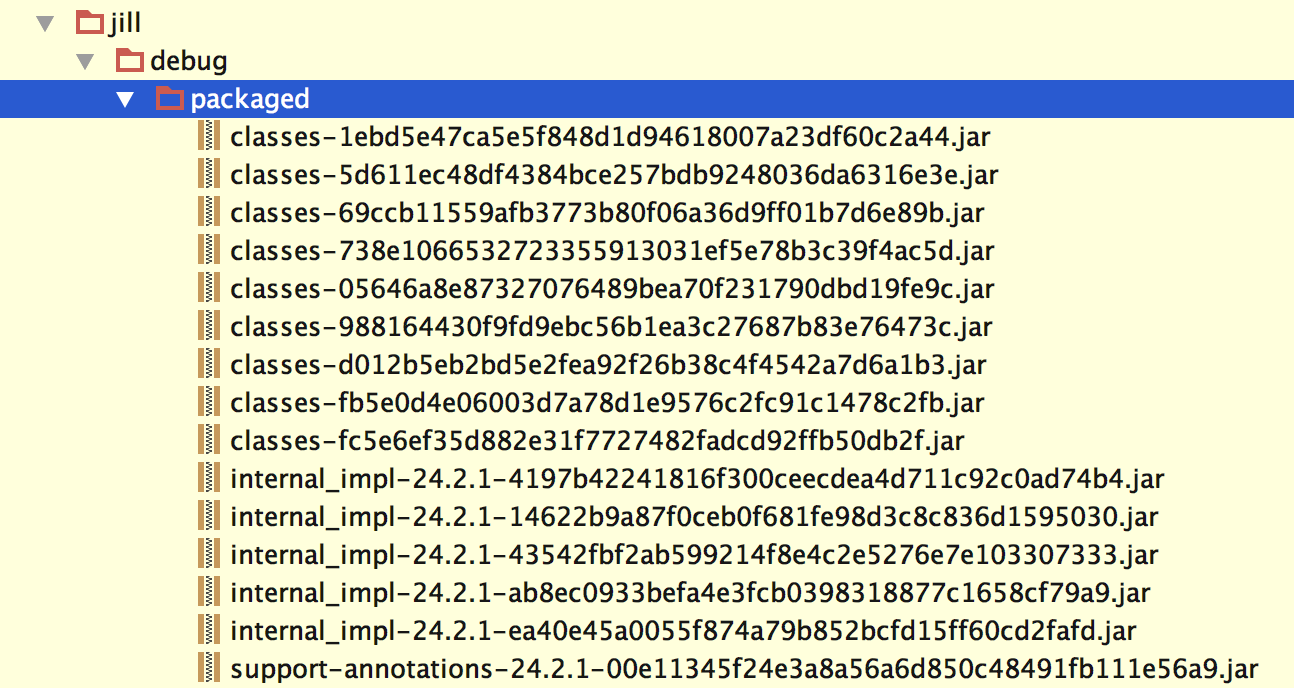 jill
debug
packaged
classes-1ebd5e47ca5e5f848d1d94618007a23df60c2a44.jar
classes-5d611ec48df4384bce257bdb9248036da6316e3e.jar
classes-69ccb11559afb3773b80f06a36d9ff01b7d6e89b.jar
classes-738e1066532723355913031ef5e78b3c39f4ac5d.jar
classes-05646a8e87327076489bea70f231790dbd19fe9c.jar
classes-988164430f9fd9ebc56b1ea3c27687b83e76473c.jar
classes-d012b5eb2bd5e2fea92f26b38c4f4542a7d6a1b3.jar
classes-fb5e0d4e06003d7a78d1e9576c2fc91c1478c2fb.jar
classes-fc5e6ef35d882e31f7727482fadcd92ffb50db2f.jar
internal_impl-24.2.1-4197b42241816f300ceecdea4d711c92c0ad74b4.jar
internal_impl-24.2.1-14622b9a87f0ceb0f681fe98d3c8c836d1595030.jar
internal_impl-24.2.1-43542fbf2ab599214f8e4c2e5276e7e103307333.jar
internal_impl-24.2.1-ab8ec0933befa4e3fcb0398318877c1658cf79a9.jar
internal_impl-24.2.1-ea40e45a0055f874a79b852bcfd15ff60cd2fafd.jar
support-annotations-24.2.1-00e11345f24e3a8a56a6d850c48491fb111e56a9.jar